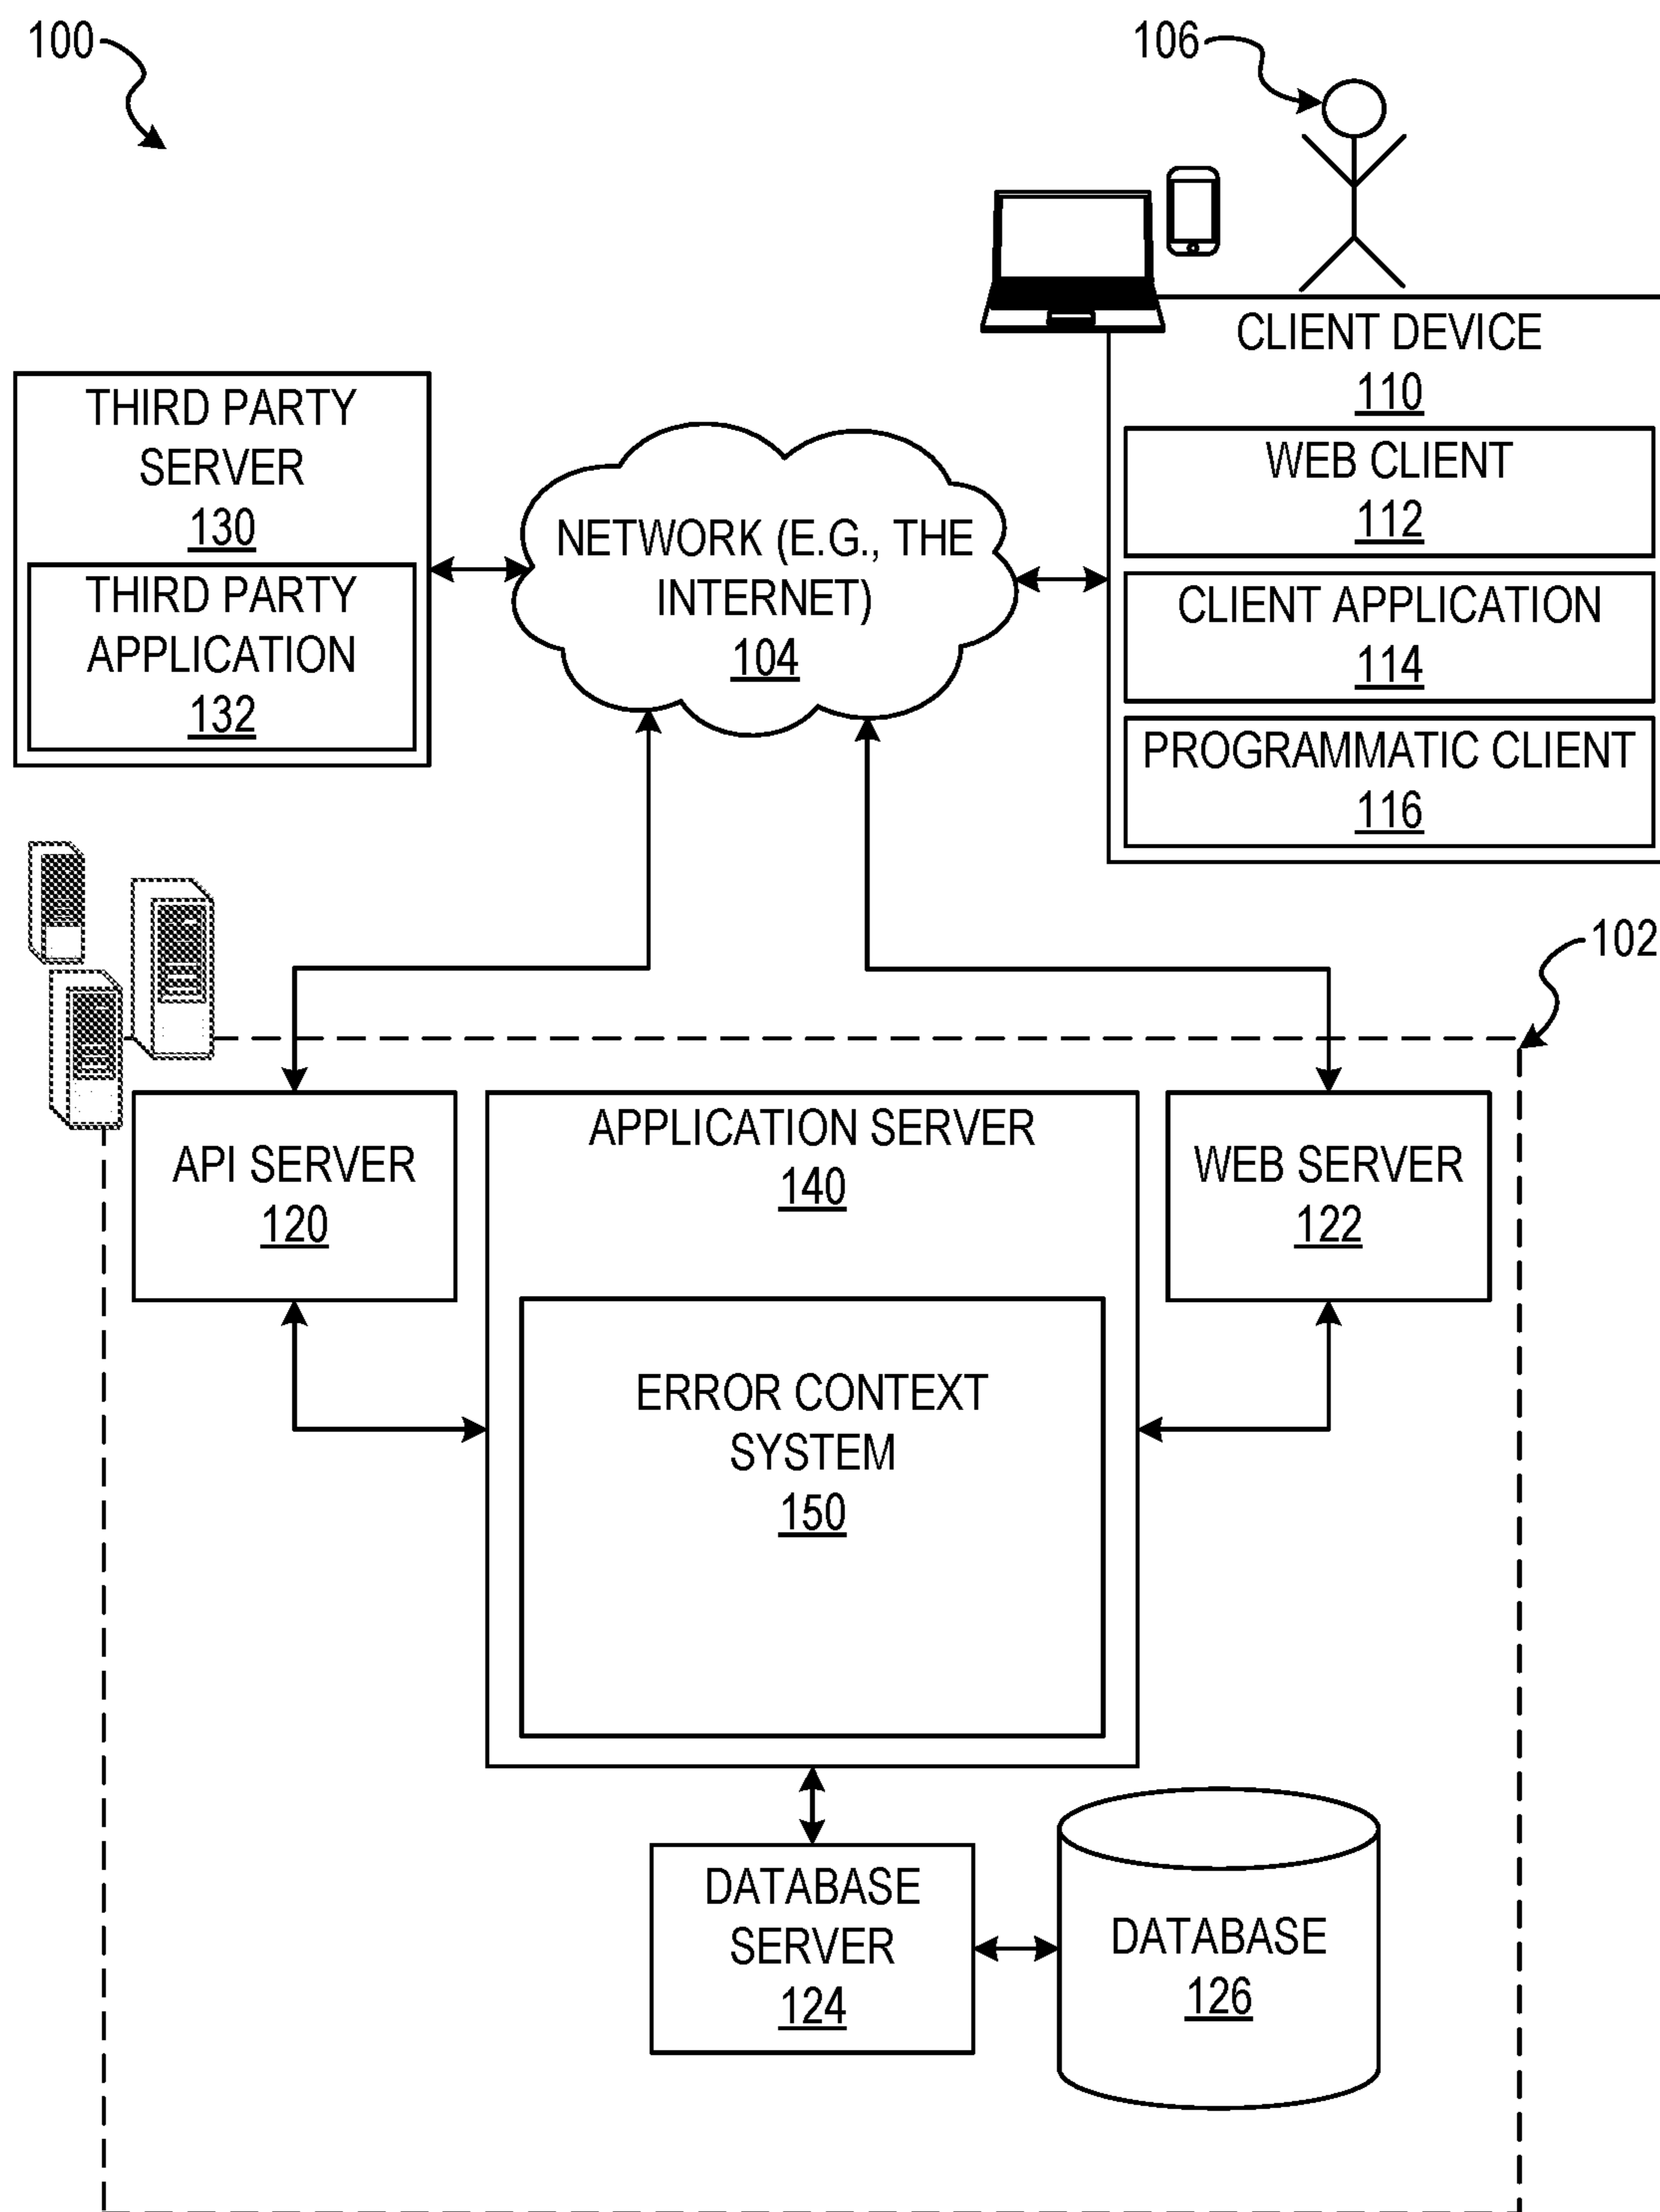 100
106
CLIENT DEVICE
110
WEB CLIENT
112
CLIENT APPLICATION
114
PROGRAMMATIC CLIENT
116
THIRD PARTY
SERVER
130
THIRD PARTY
APPLICATION
132
NETWORK (E.G., THE
INTERNET)
104
102
API SERVER
120
APPLICATION SERVER
140
WEB SERVER
122
ERROR CONTEXT
SYSTEM
150
DATABASE
SERVER
124
DATABASE
126